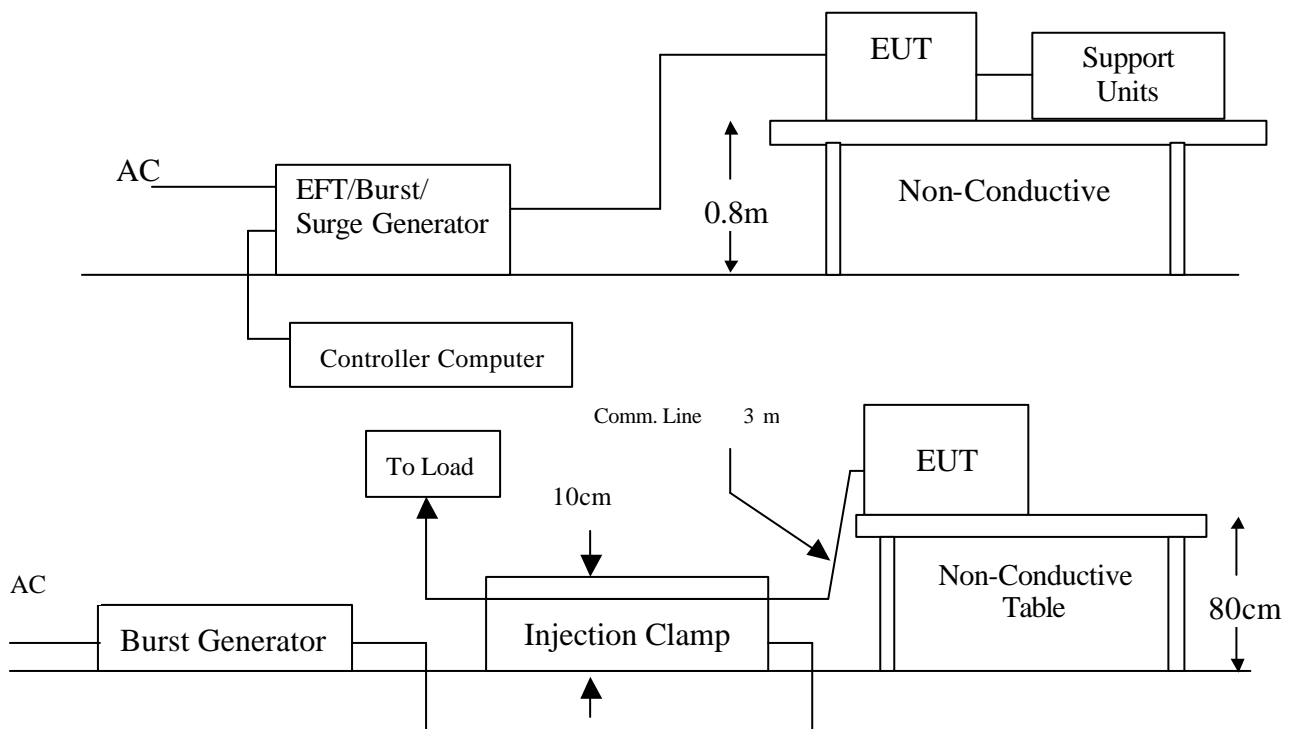 EUT
Support
Units
AC
EFT/Burst/
Surge Generator
0.8m
Non-Conductive
Controller Computer
Comm. Line 3 m
To Load
10cm
EUT
AC
Burst Generator
Injection Clamp
Non-Conductive
Table
80cm